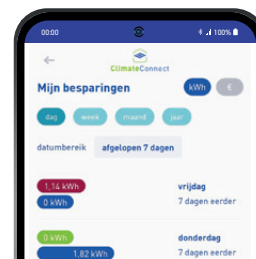 00:00 100%
ClimateConnect
Mijn besparingen kWh €
dag week maand jaar
datumbereik afgelopen 7 dagen
1,14 kWh vrijdag
0 kWh 7 dagen eerder
0 kWh donderdag
1,82 kWh 7 dagen eerder